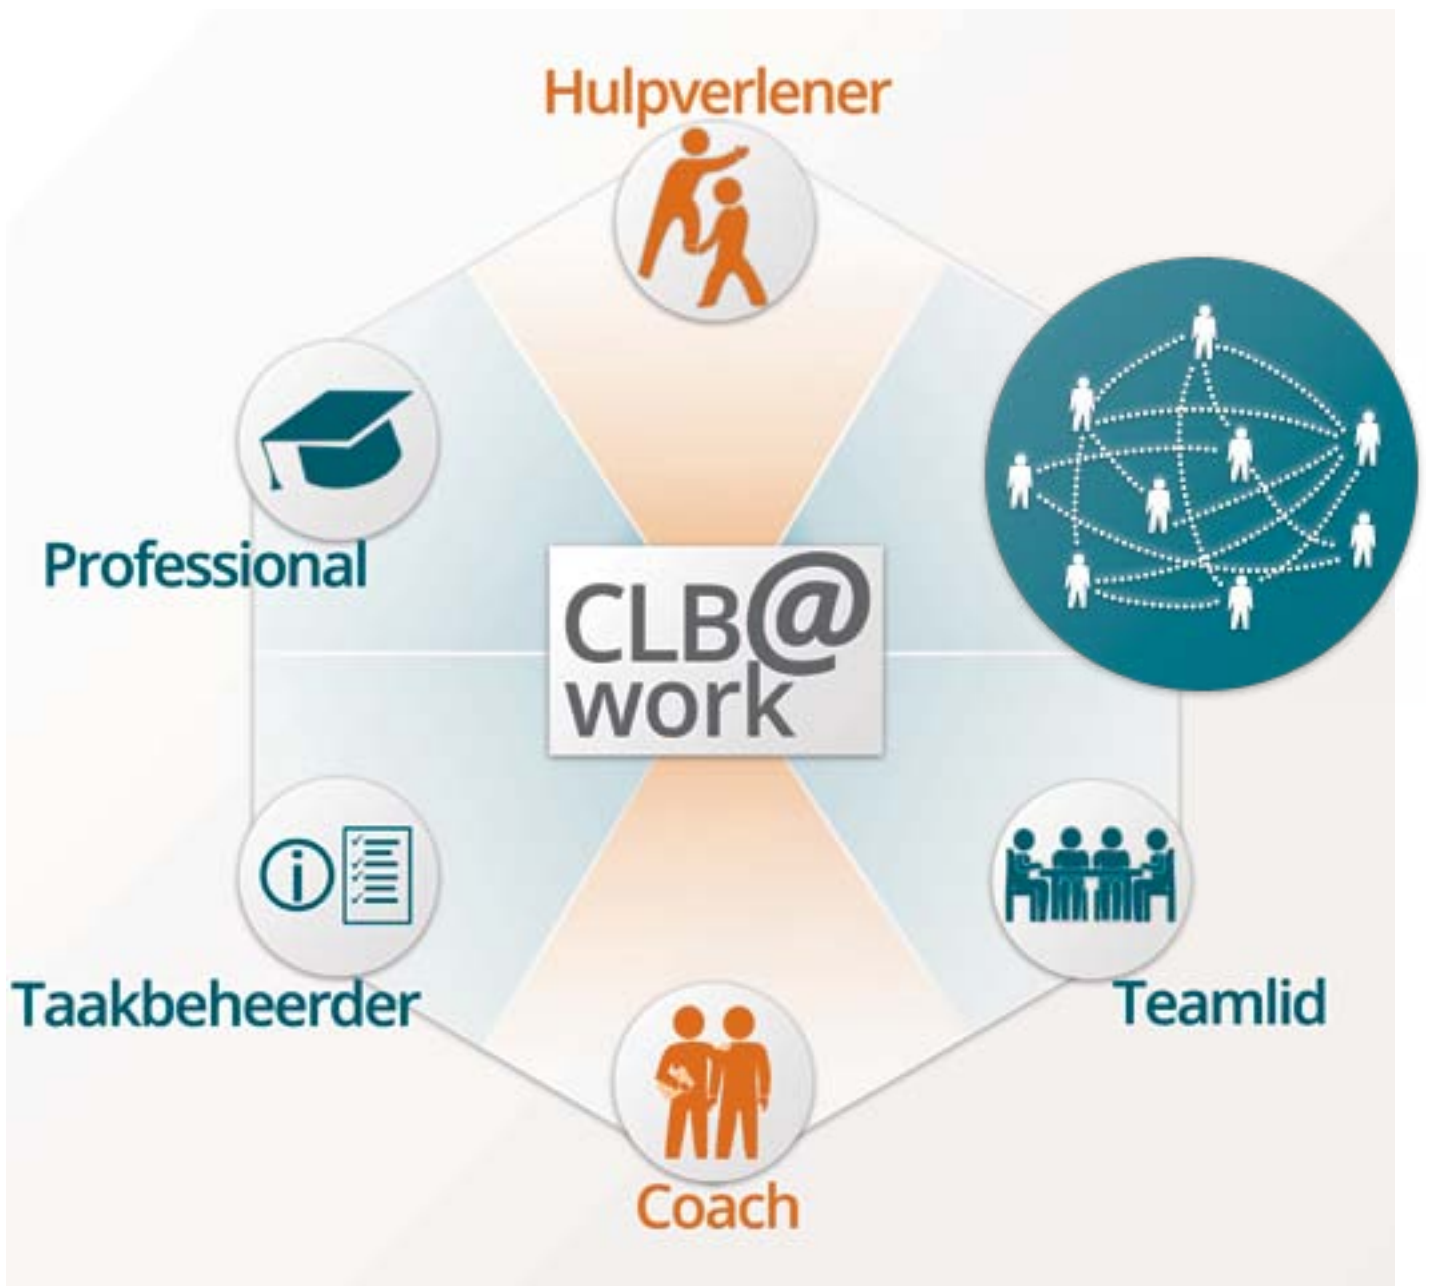 Hulpverlener
Professional
CLB@
work
Taakbeheerder
Teamlid
Coach